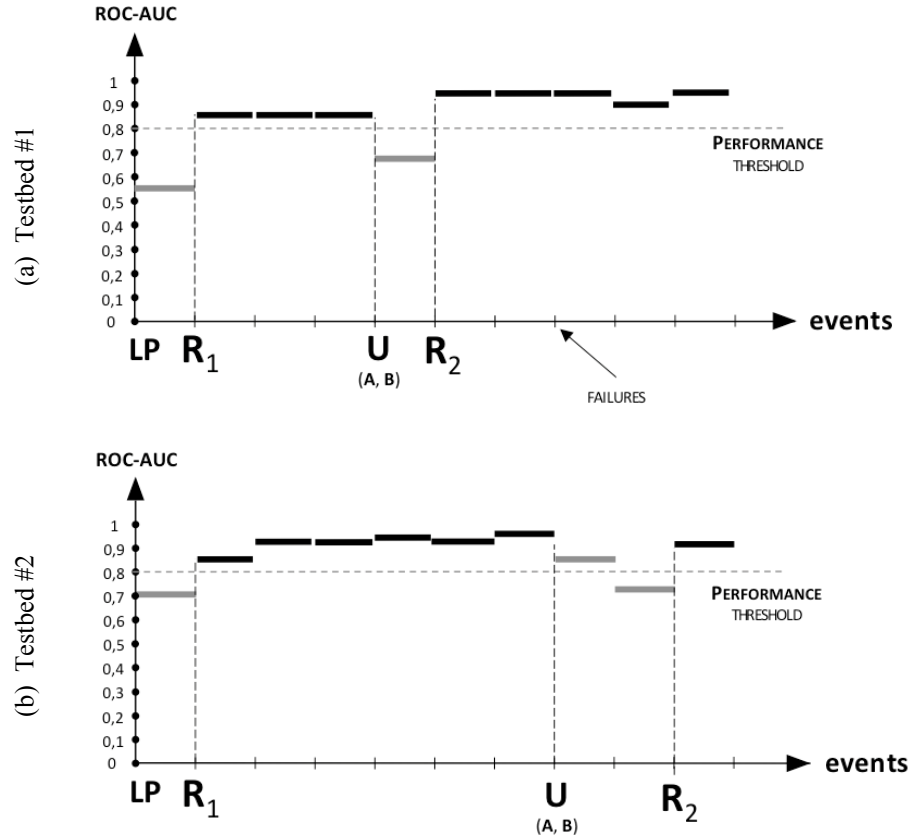 ROC-AUC
1
0,9
0,8
0,7
0,6
0,5
0,4
0,3
0,2
0,1
0
PERFORMANCE
THRESHOLD
(a) Testbed #1
events
LP R1 U R2
(A, B)
FAILURES
ROC-AUC
1
0,9
0,8
0,7
0,6
0,5
0,4
0,3
0,2
0,1
0
PERFORMANCE
THRESHOLD
(b) Testbed #2
events
LP R1 U R2
(A, B)